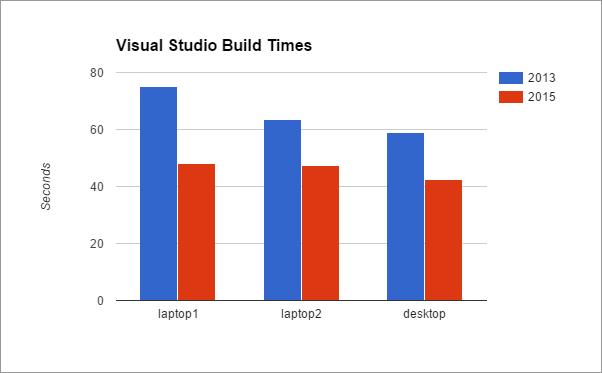 Visual Studio Build Times
80
60
40
20
0
Seconds
laptop1
laptop2
desktop
2013
2015